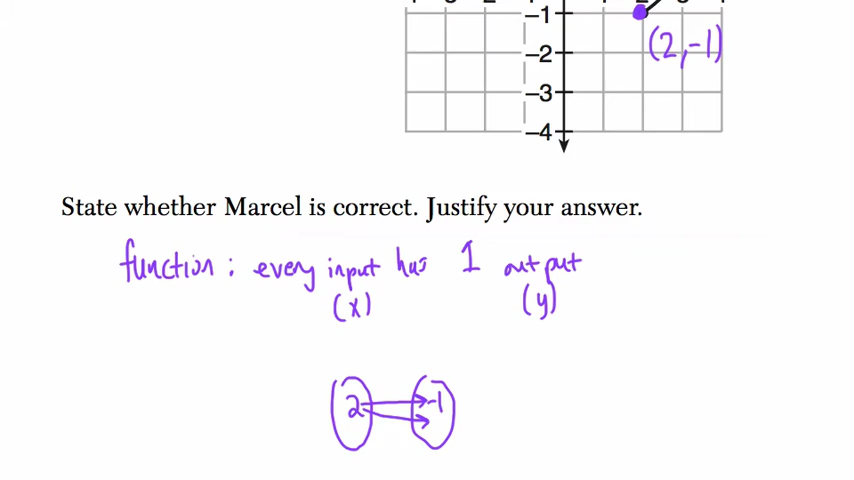 -1
(2,-1)
-2
-3
-4
State whether Marcel is correct. Justify your answer.
function: every input has 1 output
(x) (y)
2 -1